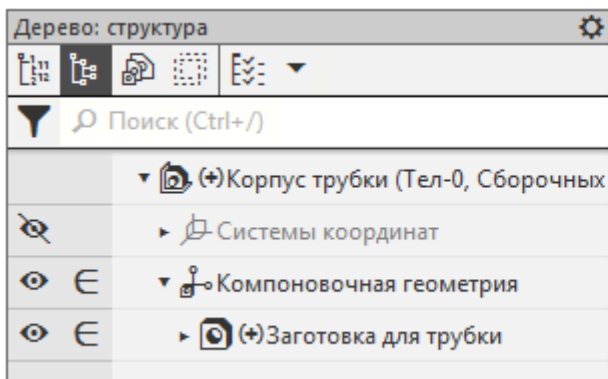 Дерево: структура
Поиск (Ctrl+/)
(+)Корпус трубки (Тел-0, Сборочных
Системы координат
Компоновочная геометрия
(+)Заготовка для трубки